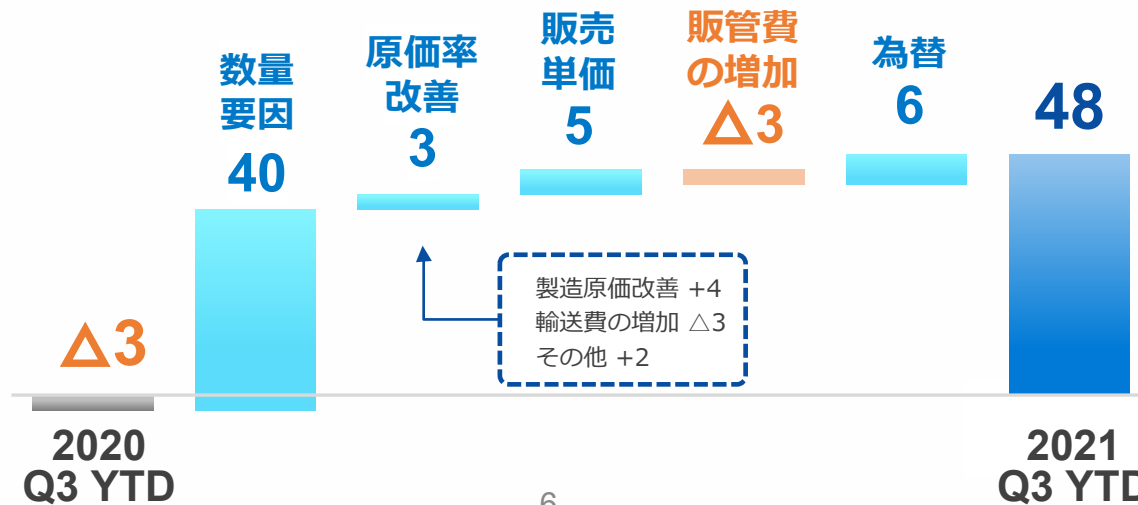 数量
要因
40
原価率
改善
3
販売
単価
5
販管費
の増加
△3
為替
6
48
△3
製造原価改善 +4
輸送費の増加 △3
その他 +2
2020
Q3 YTD
2021
Q3 YTD
6